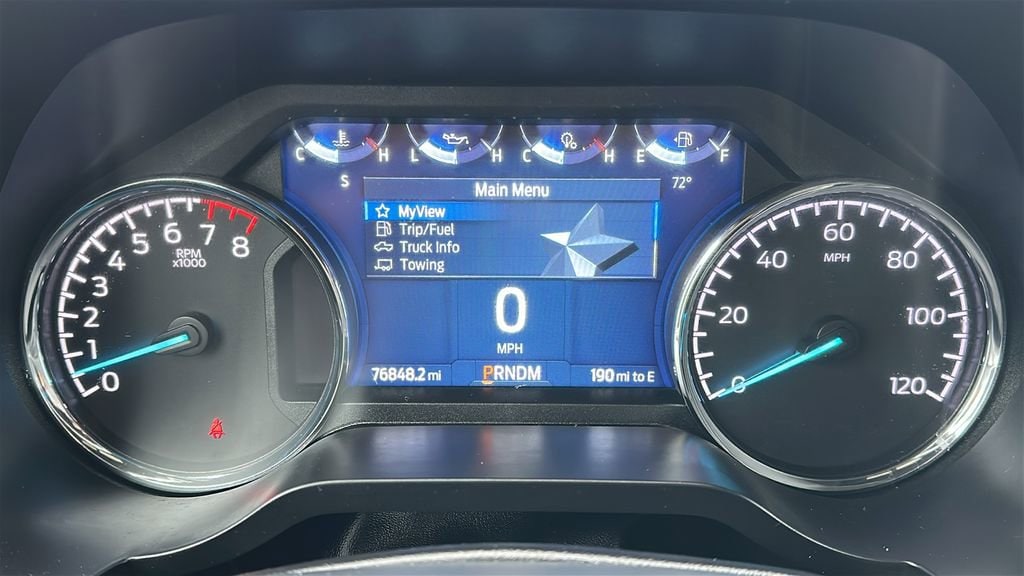 C H L H C H E F
S
72°
Main Menu
MyView
Trip/Fuel
Truck Info
Towing
0
MPH
76848.2 mi
PRNDM
190 mi to E
0 1 2 3 4 5 6 7 8
RPM
x1000
0 20 40 60 80 100 120
MPH